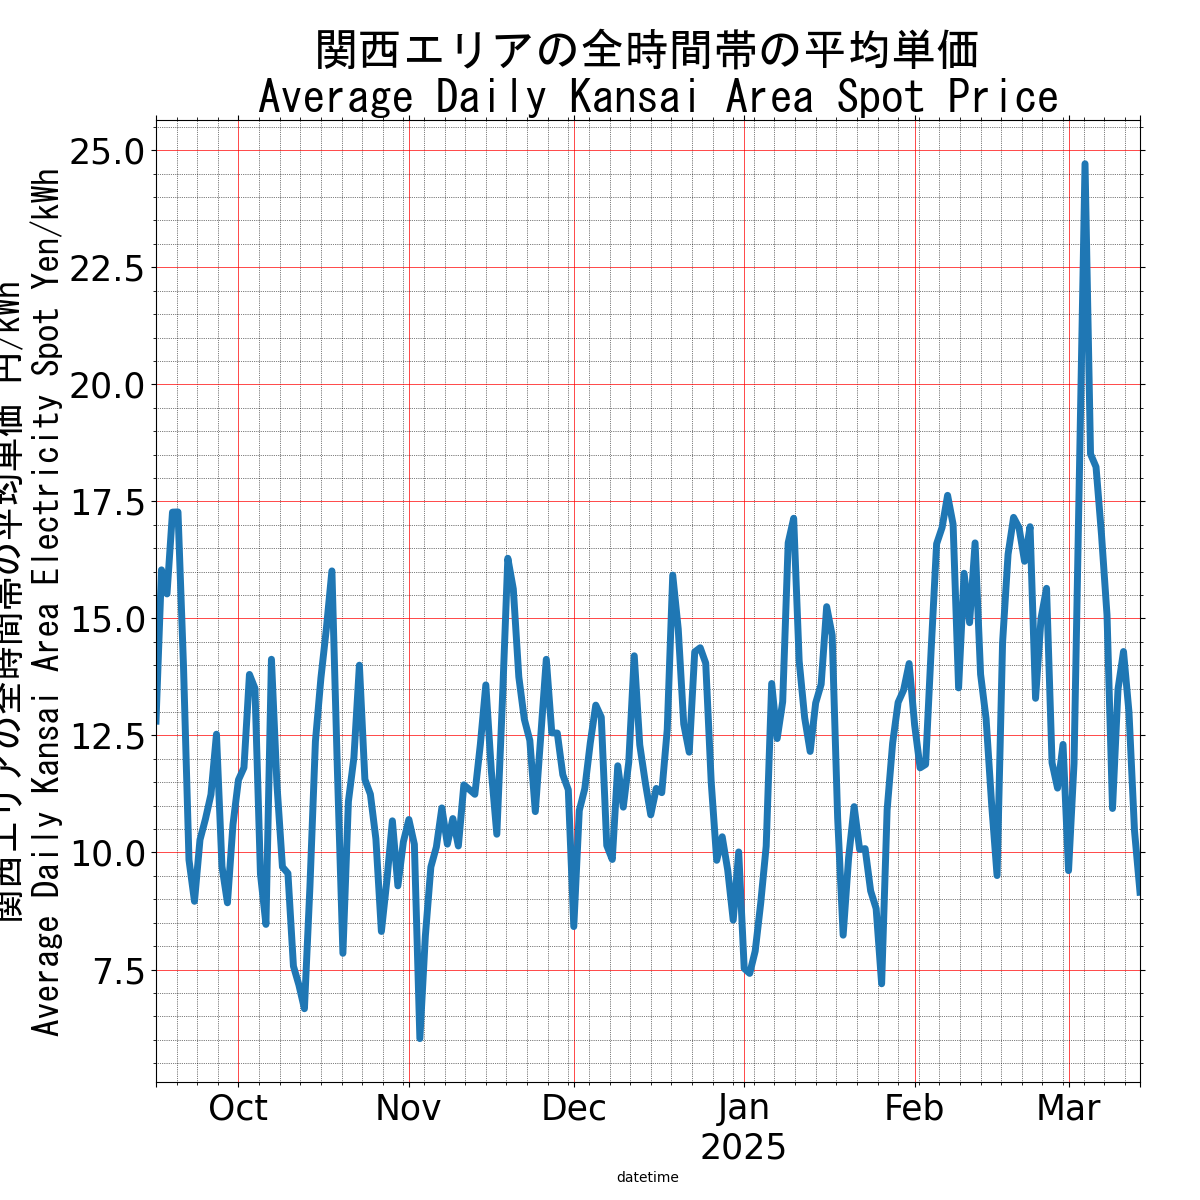 関西エリアの全時間帯の平均単価
Average Daily Kansai Area Spot Price
関西エリアの全時間帯の平均単価 円/kWh
Average Daily Kansai Area Electricity Spot Yen/kWh
25.0
22.5
20.0
17.5
15.0
12.5
10.0
7.5
Oct Nov Dec Jan Feb Mar
2025
datetime